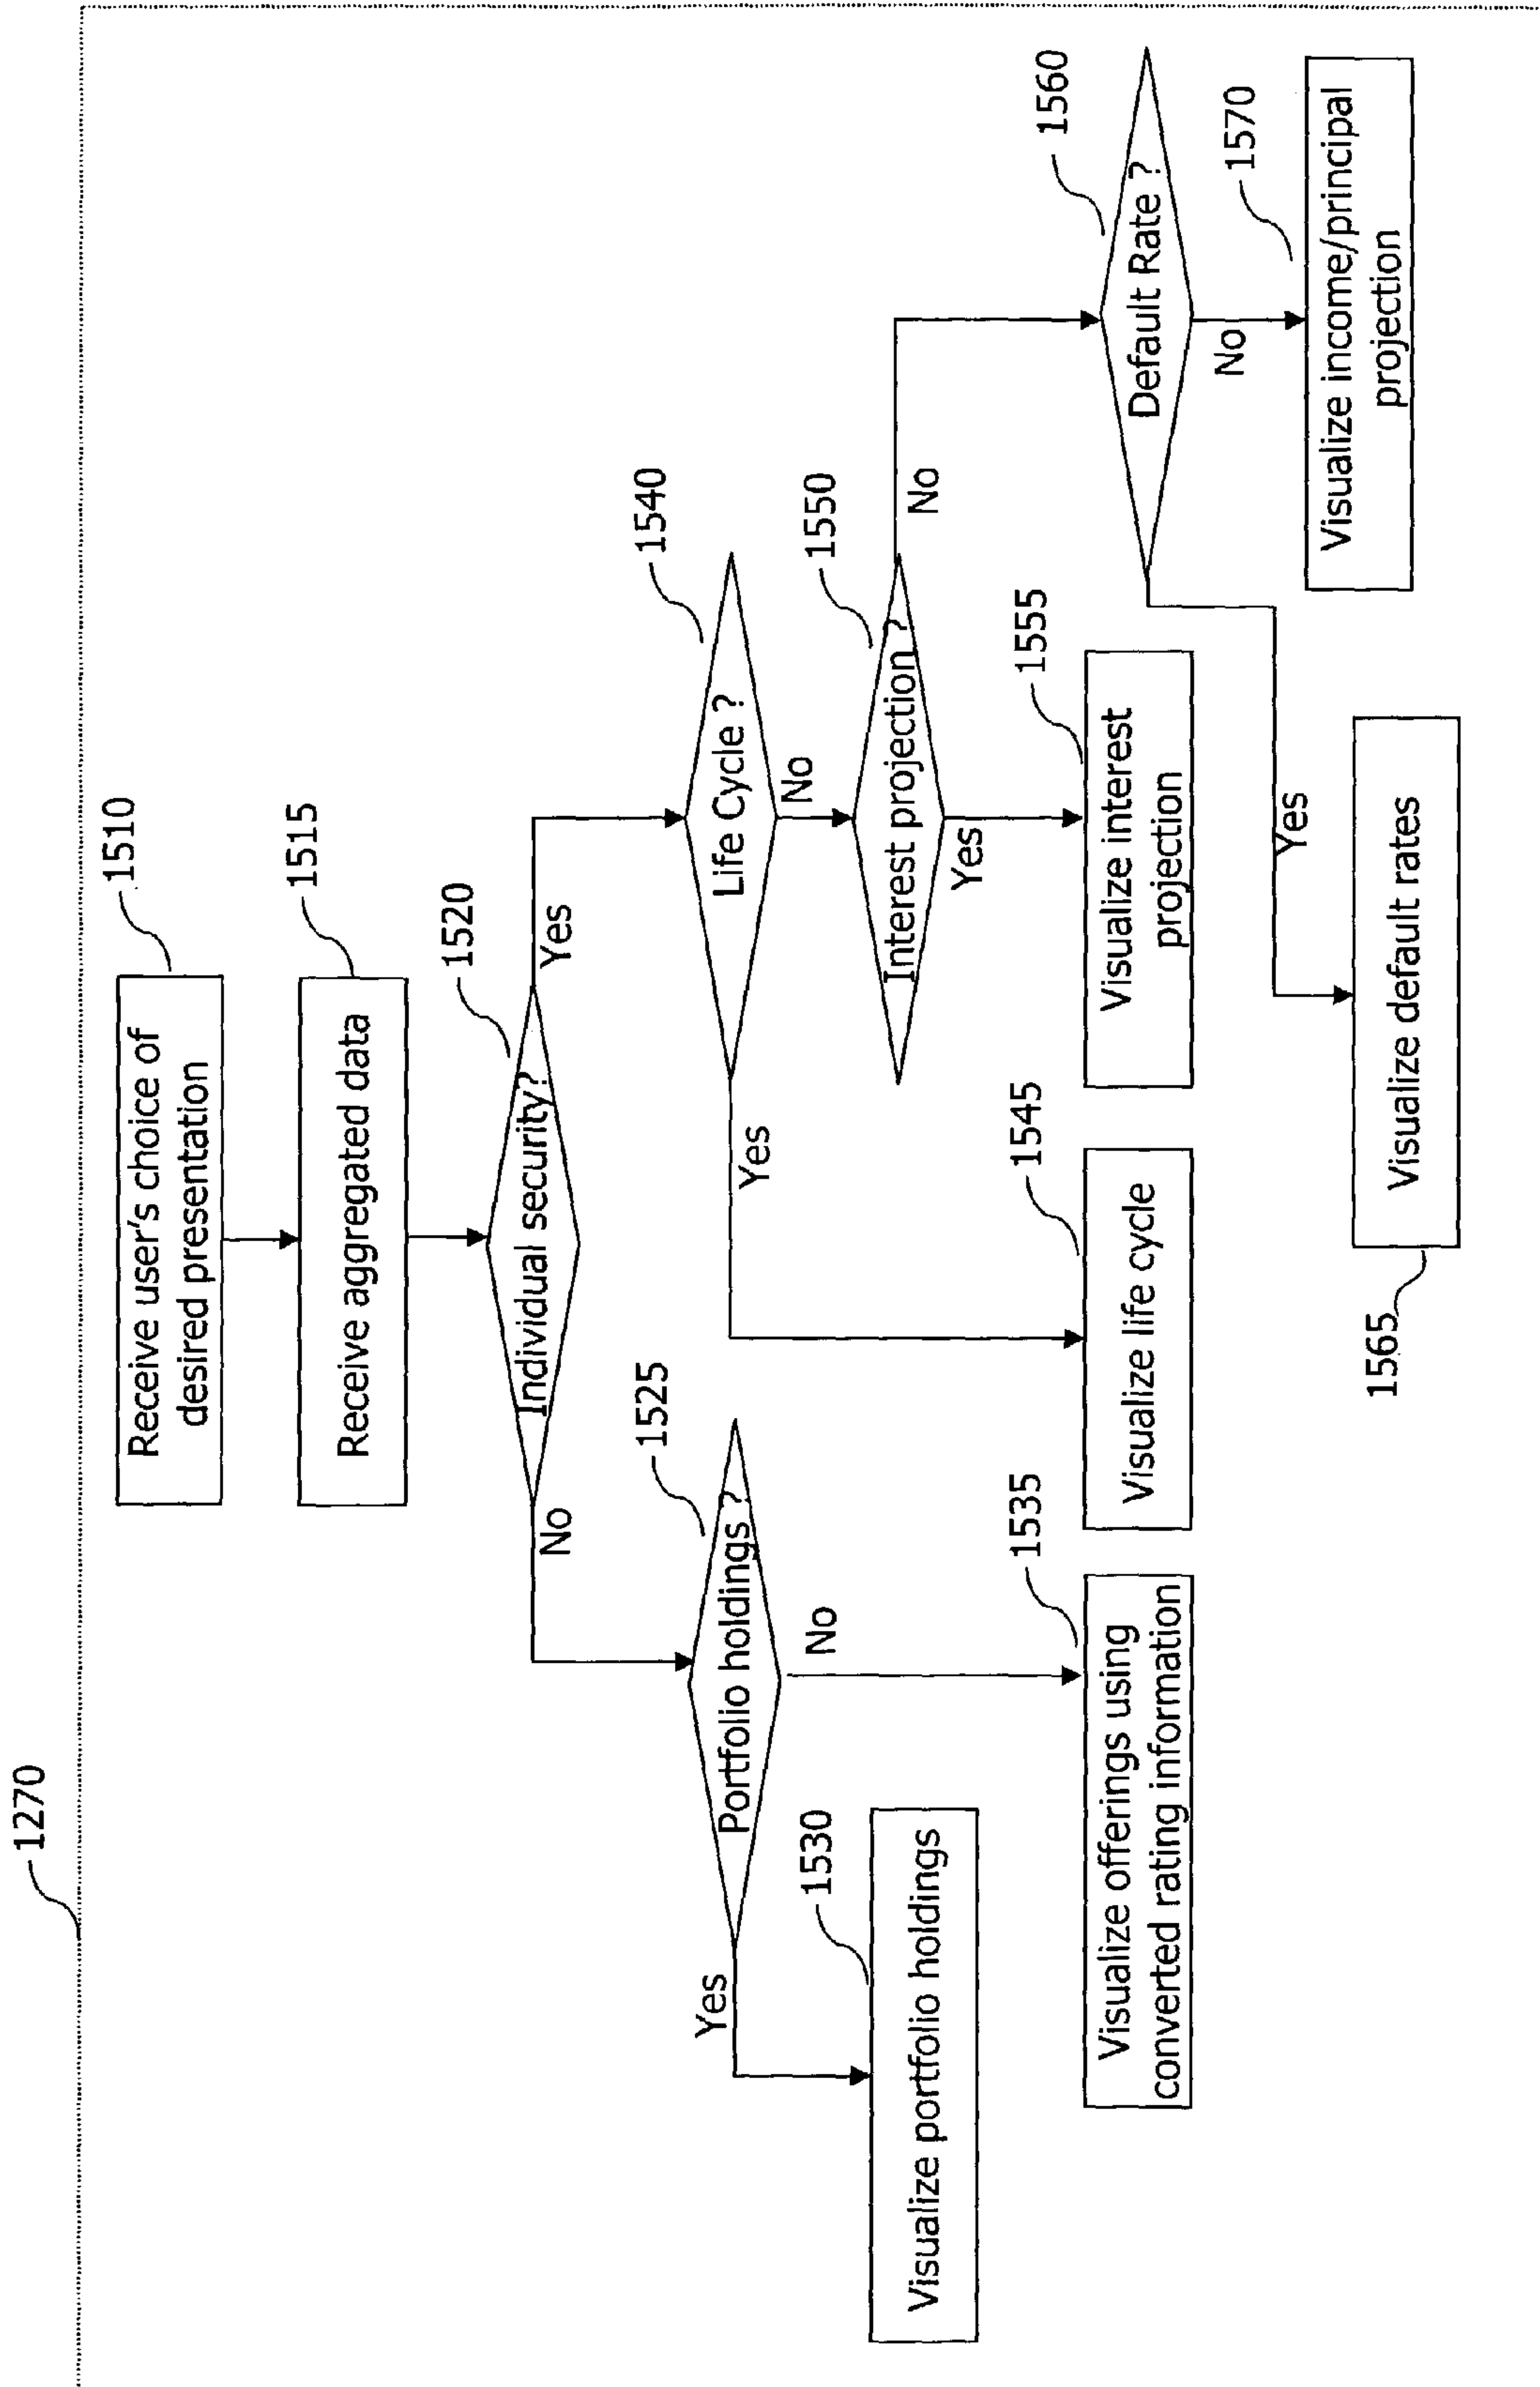 1270
1510
Receive user's choice of
desired presentation
1515
Receive aggregated data
1520
Individual security?
No
Yes
1525
Portfolio holdings ?
Yes
No
1530
Visualize portfolio holdings
1535
Visualize offerings using
converted rating information
1540
Life Cycle ?
Yes
No
1545
Visualize life cycle
1550
Interest projection ?
Yes
No
1555
Visualize interest
projection
1560
Default Rate ?
Yes
No
1565
Visualize default rates
1570
Visualize income/principal
projection